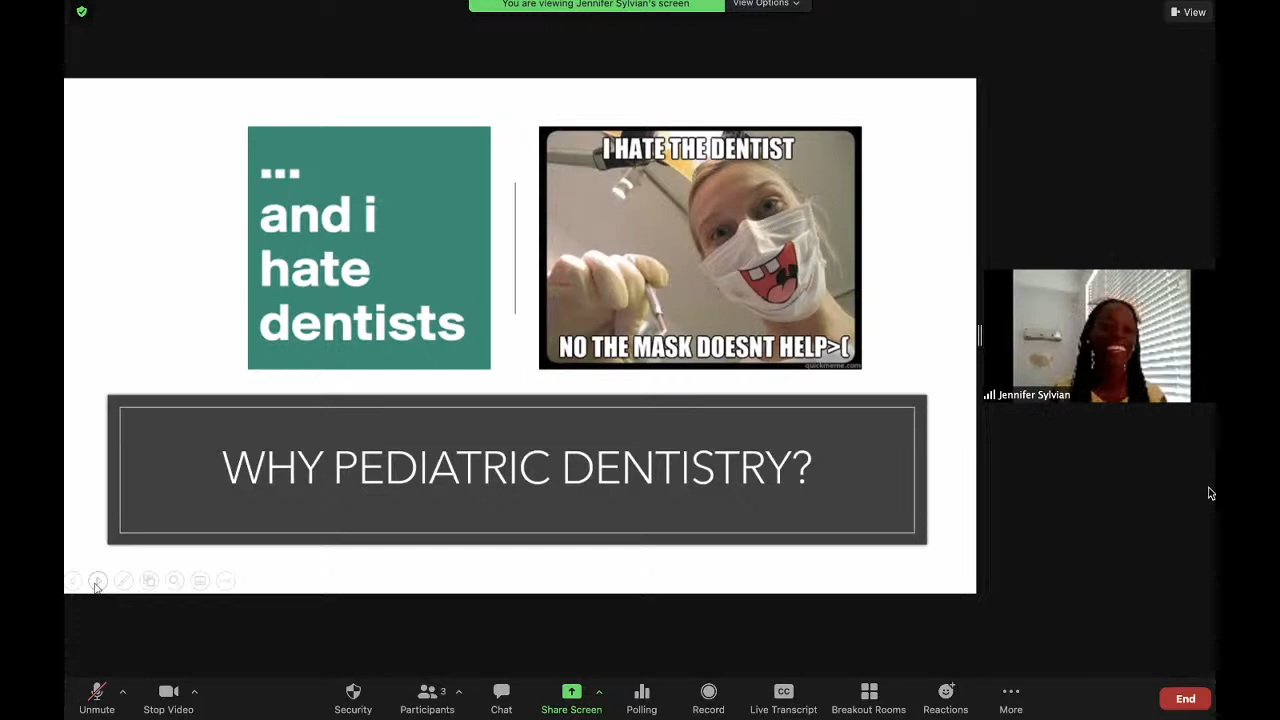 You are viewing Jennifer Sylvian's screen
View Options
View
...
and i
hate
dentists
I HATE THE DENTIST
NO THE MASK DOESNT HELP>(
quickmeme.com
WHY PEDIATRIC DENTISTRY?
Jennifer Sylvian
Unmute
Stop Video
Security
3
Participants
Chat
Share Screen
Polling
Record
CC
Live Transcript
Breakout Rooms
Reactions
More
End